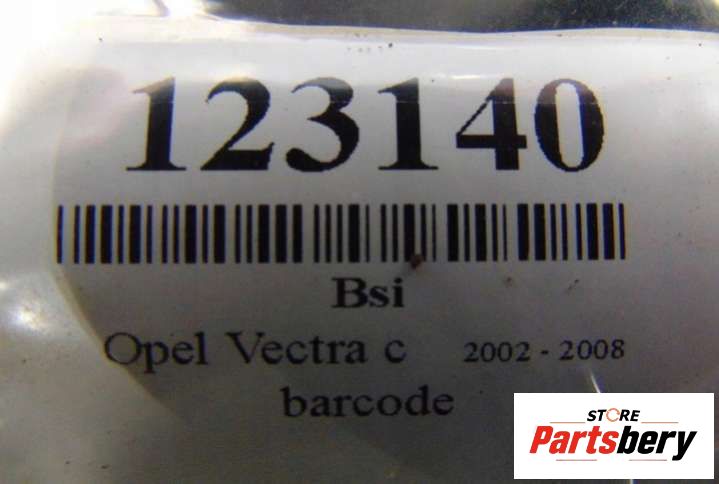 123140
Bsi
Opel Vectra c 2002 - 2008
barcode
STORE
Partsbery